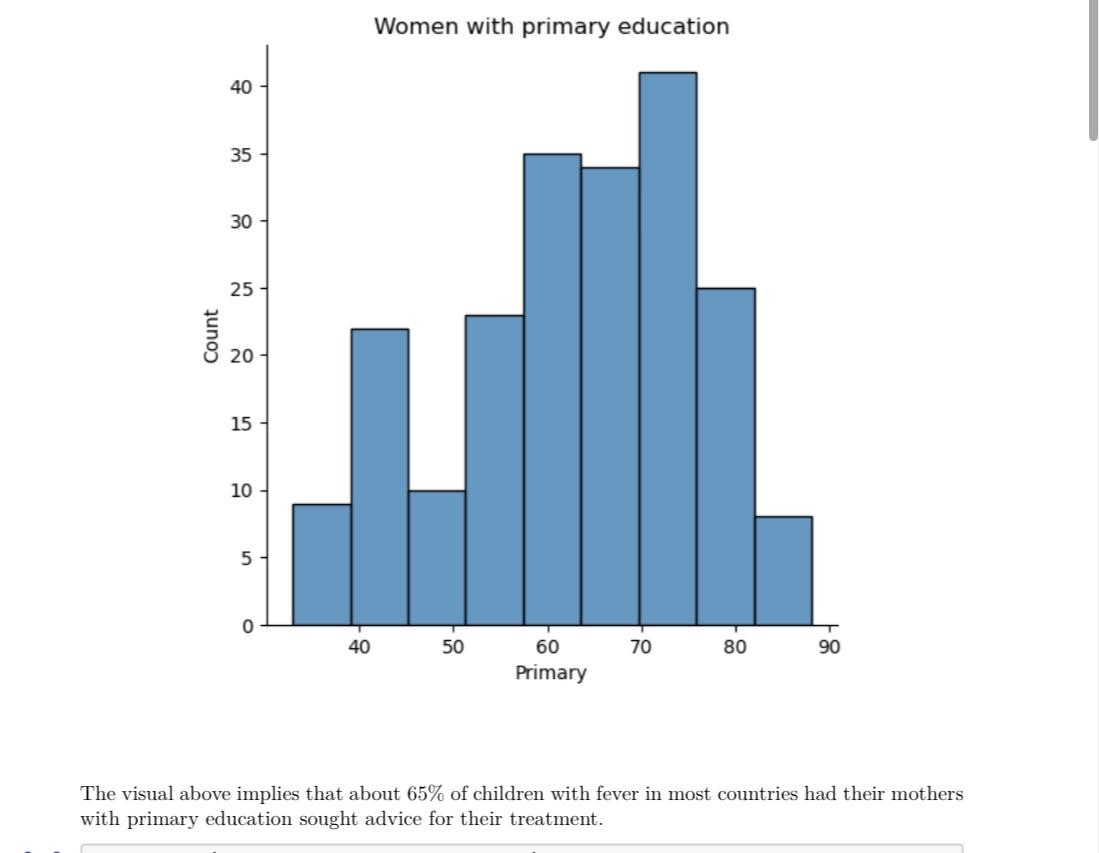 Women with primary education
40
35
30
25
20
15
10
5
0
Count
40 50 60 70 80 90
Primary
The visual above implies that about 65% of children with fever in most countries had their mothers
with primary education sought advice for their treatment.